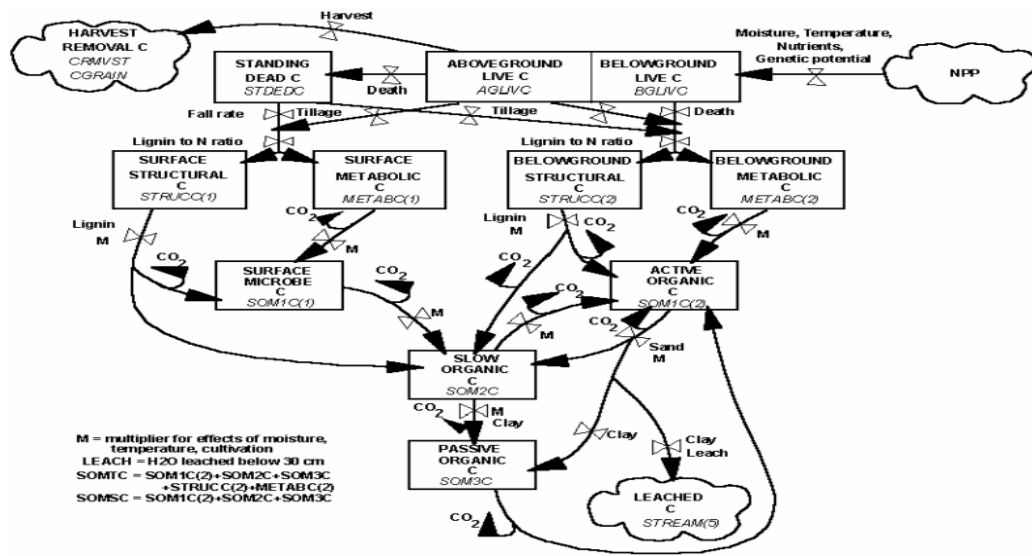 HARVEST
REMOVAL C
CRMVST
CGRAIN
Harvest
STANDING
DEAD C
STDEDC
Death
ABOVEGROUND
LIVE C
AGLIVC
BELOWGROUND
LIVE C
BGLIVC
Moisture, Temperature,
Nutrients,
Genetic potential
NPP
Fall rate
Tillage
Tillage
Death
Lignin to N ratio
Lignin to N ratio
SURFACE
STRUCTURAL
C
STRUCC(1)
SURFACE
METABOLIC
C
METABC(1)
BELOWGROUND
STRUCTURAL
C
STRUCC(2)
BELOWGROUND
METABOLIC
C
METABC(2)
Lignin
M
CO2
M
Lignin
M
CO2
CO2
M
CO2
SURFACE
MICROBE
C
SOM1C(1)
CO2
CO2
ACTIVE
ORGANIC
C
SOM1C(2)
M
CO2
M
CO2
Sand
M
SLOW
ORGANIC
C
SOM2C
CO2
M
Clay
Clay
Clay
Leach
PASSIVE
ORGANIC
C
SOM3C
CO2
LEACHED
C
STREAM(5)
M = multiplier for effects of moisture,
temperature, cultivation
LEACH = H2O leached below 30 cm
SOMTC = SOM1C(2)+SOM2C+SOM3C
+STRUCC(2)+METABC(2)
SOMSC = SOM1C(2)+SOM2C+SOM3C